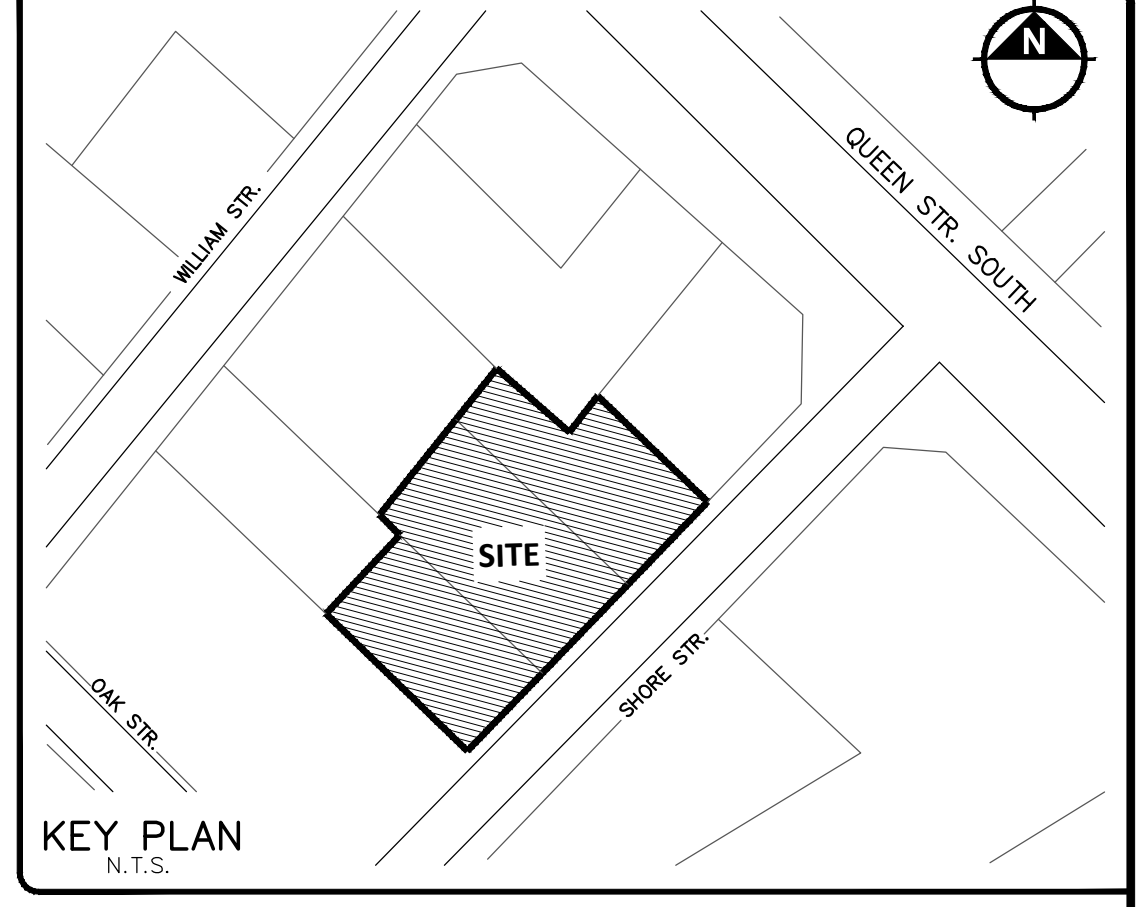 N
QUEEN STR. SOUTH
WILLIAM STR.
SITE
SHORE STR.
OAK STR.
KEY PLAN
N.T.S.